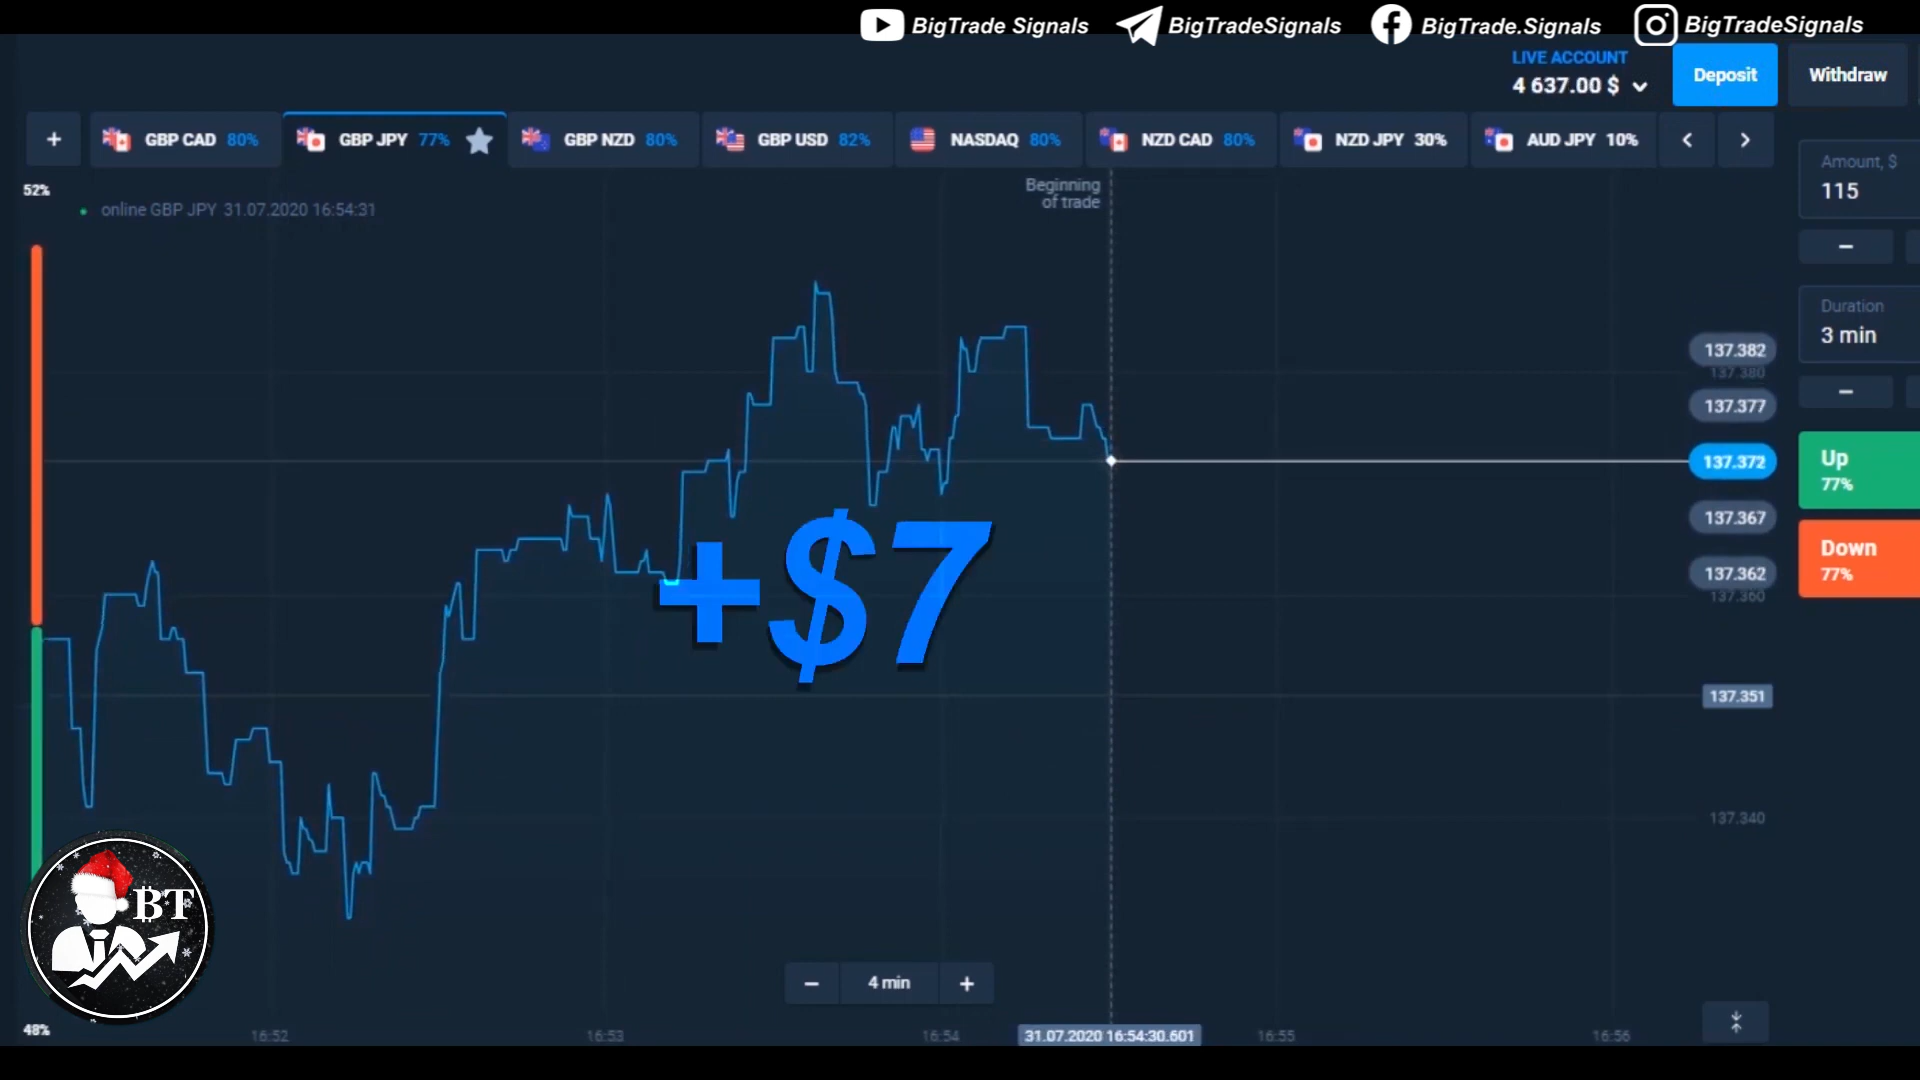 BigTrade Signals
BigTradeSignals
BigTrade.Signals
BigTradeSignals
LIVE ACCOUNT
4 637.00 $
Deposit
Withdraw
+
GBP CAD 80%
GBP JPY 77%
GBP NZD 80%
GBP USD 82%
NASDAQ 80%
NZD CAD 80%
NZD JPY 30%
AUD JPY 10%
<
>
52%
online GBP JPY 31.07.2020 16:54:31
Beginning
of trade
Amount, $
115
−
Duration
3 min
−
Up
77%
Down
77%
137.382
137.380
137.377
137.372
137.367
137.362
137.360
137.351
137.340
+$7
BT
− 4 min +
48%
16:52
16:53
16:54
31.07.2020 16:54:30.601
16:55
16:56